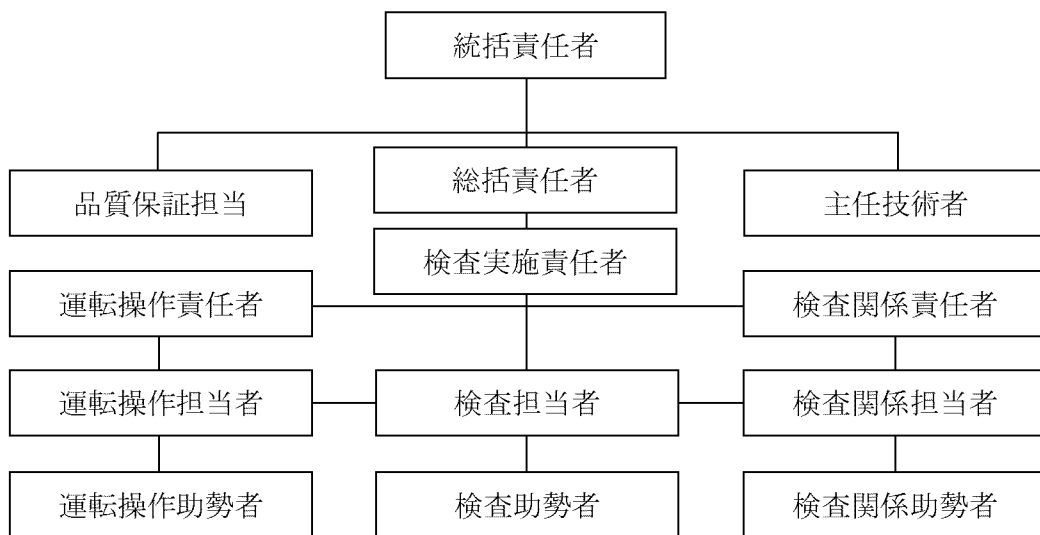 統括責任者
品質保証担当
総括責任者
主任技術者
検査実施責任者
運転操作責任者
検査関係責任者
運転操作担当者
検査担当者
検査関係担当者
運転操作助勢者
検査助勢者
検査関係助勢者